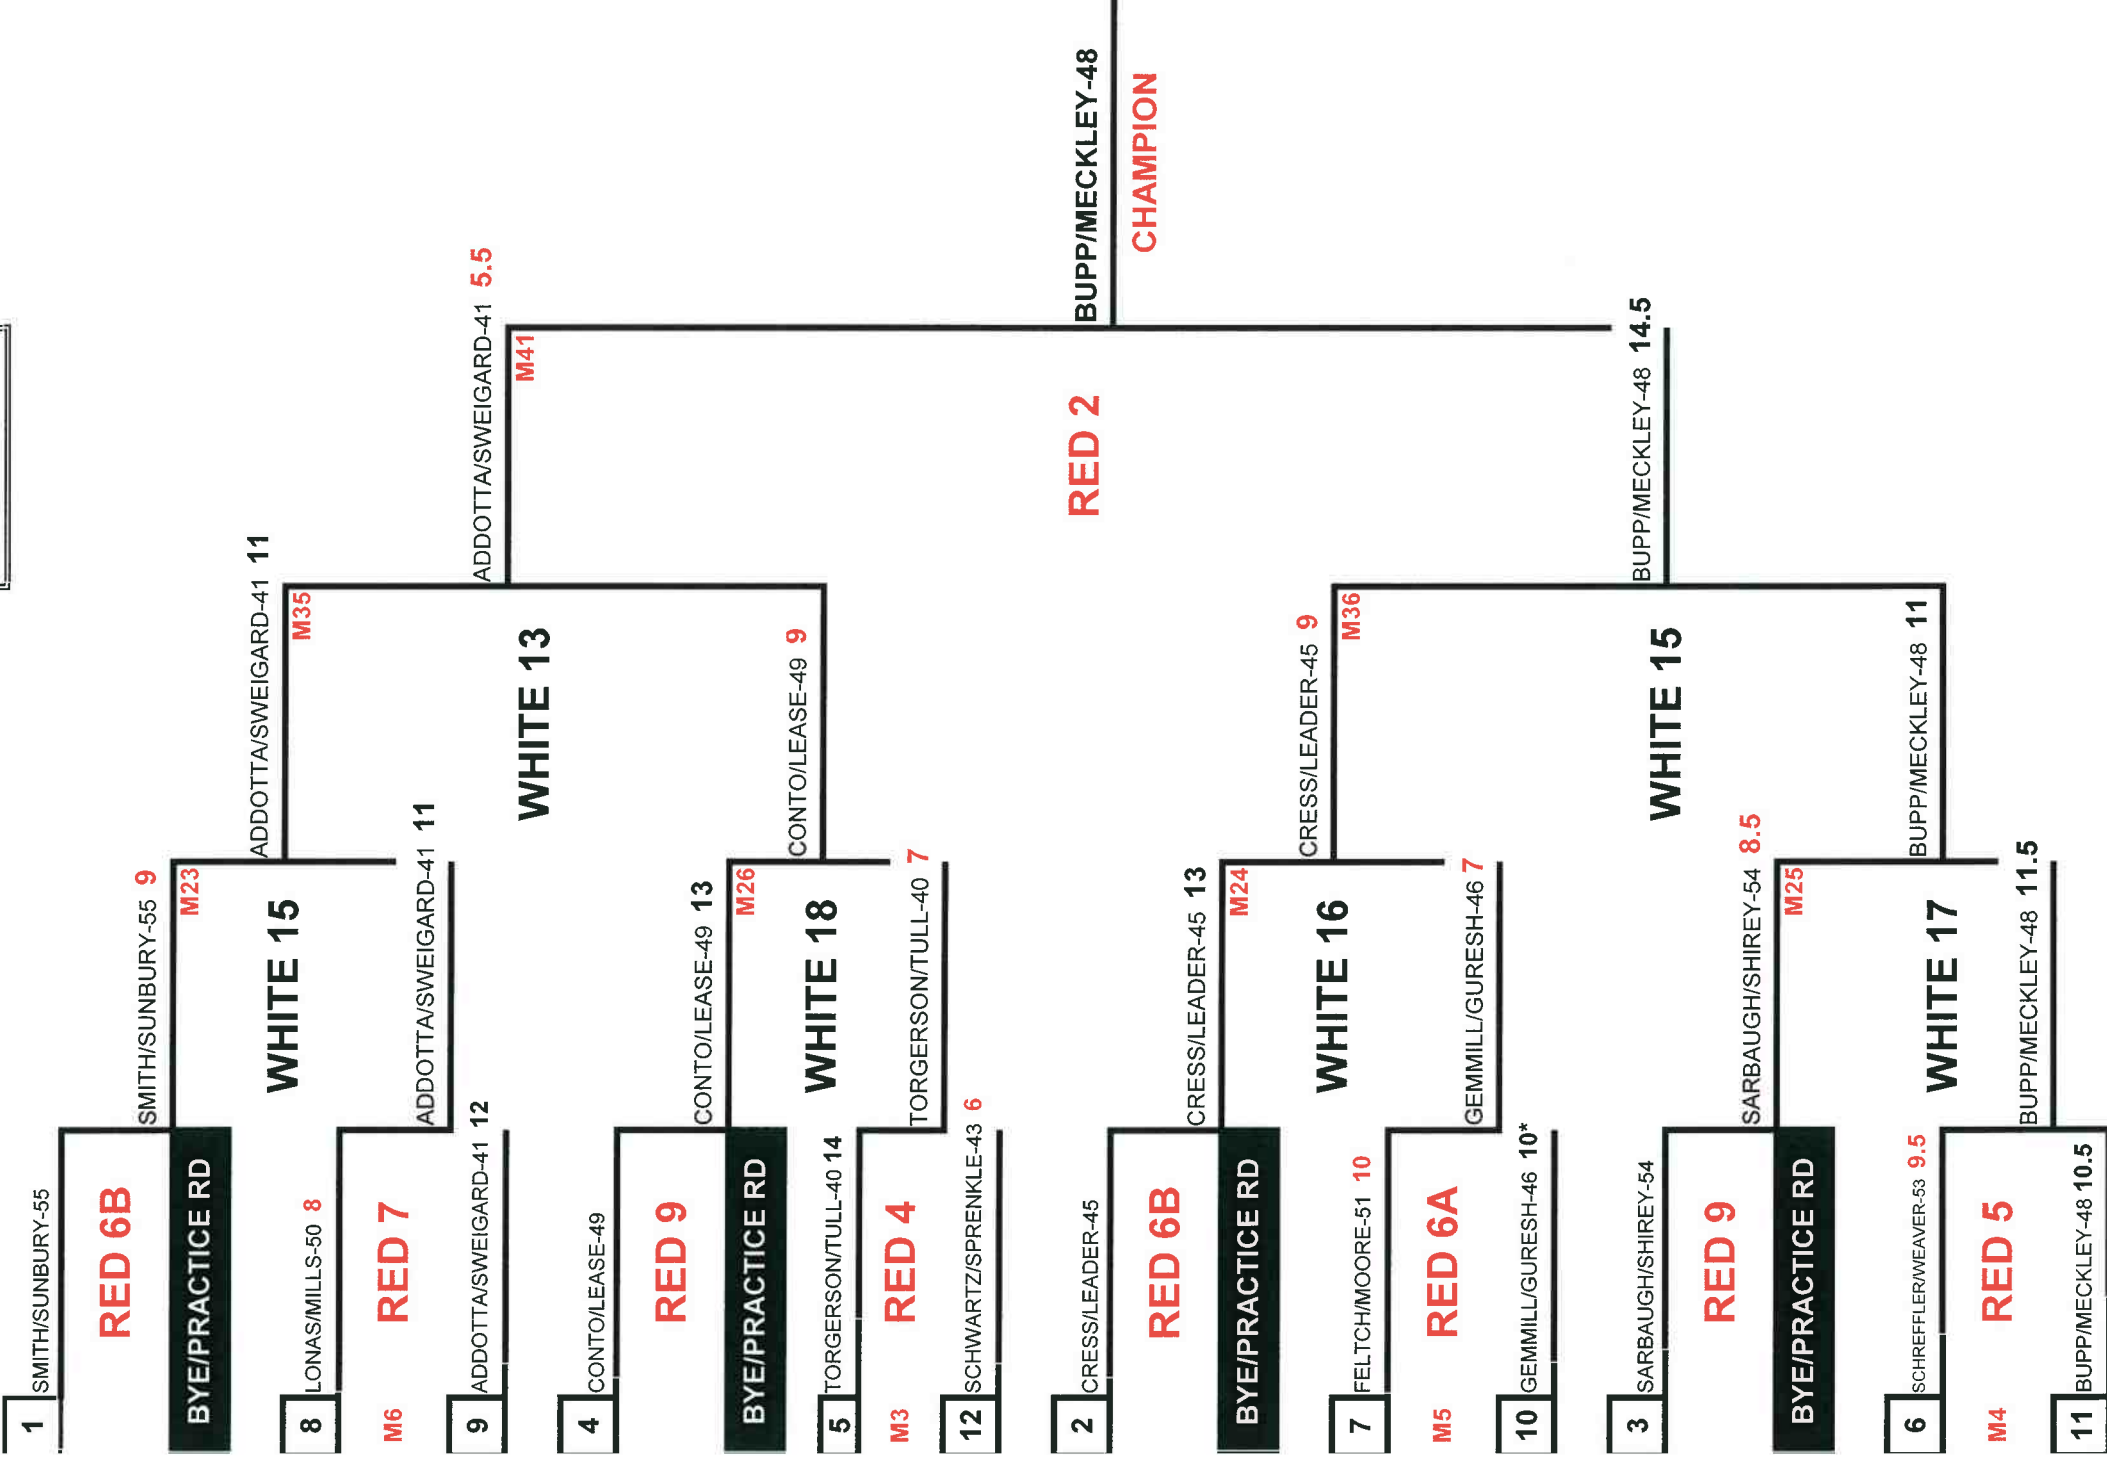 1 SMITH/SUNBURY-55
RED 6B
BYE/PRACTICE RD
SMITH/SUNBURY-55 9
M23
WHITE 15
8 LONAS/MILLS-50 8
M6 RED 7
9 ADDOTTA/SWEIGARD-41 12
ADDOTTA/SWEIGARD-41 11
ADDOTTA/SWEIGARD-41 11
M35
WHITE 13
4 CONTO/LEASE-49
RED 9
BYE/PRACTICE RD
CONTO/LEASE-49 13
M26
WHITE 18
5 TORGERSON/TULL-40 14
M3 RED 4
12 SCHWARTZ/SPRENKLE-43 6
TORGERSON/TULL-40 7
CONTO/LEASE-49 9
ADDOTTA/SWEIGARD-41 5.5
M41
RED 2
BUPP/MECKLEY-48
CHAMPION
2 CRESS/LEADER-45
RED 6B
BYE/PRACTICE RD
CRESS/LEADER-45 13
M24
WHITE 16
7 FELTCH/MOORE-51 10
M5 RED 6A
10 GEMMILL/GURESH-46 10*
GEMMILL/GURESH-46 7
CRESS/LEADER-45 9
M36
WHITE 15
3 SARBAUGH/SHIREY-54
RED 9
BYE/PRACTICE RD
SARBAUGH/SHIREY-54 8.5
M25
WHITE 17
6 SCHREFFLER/WEAVER-53 9.5
M4 RED 5
11 BUPP/MECKLEY-48 10.5
BUPP/MECKLEY-48 11.5
BUPP/MECKLEY-48 11
BUPP/MECKLEY-48 14.5